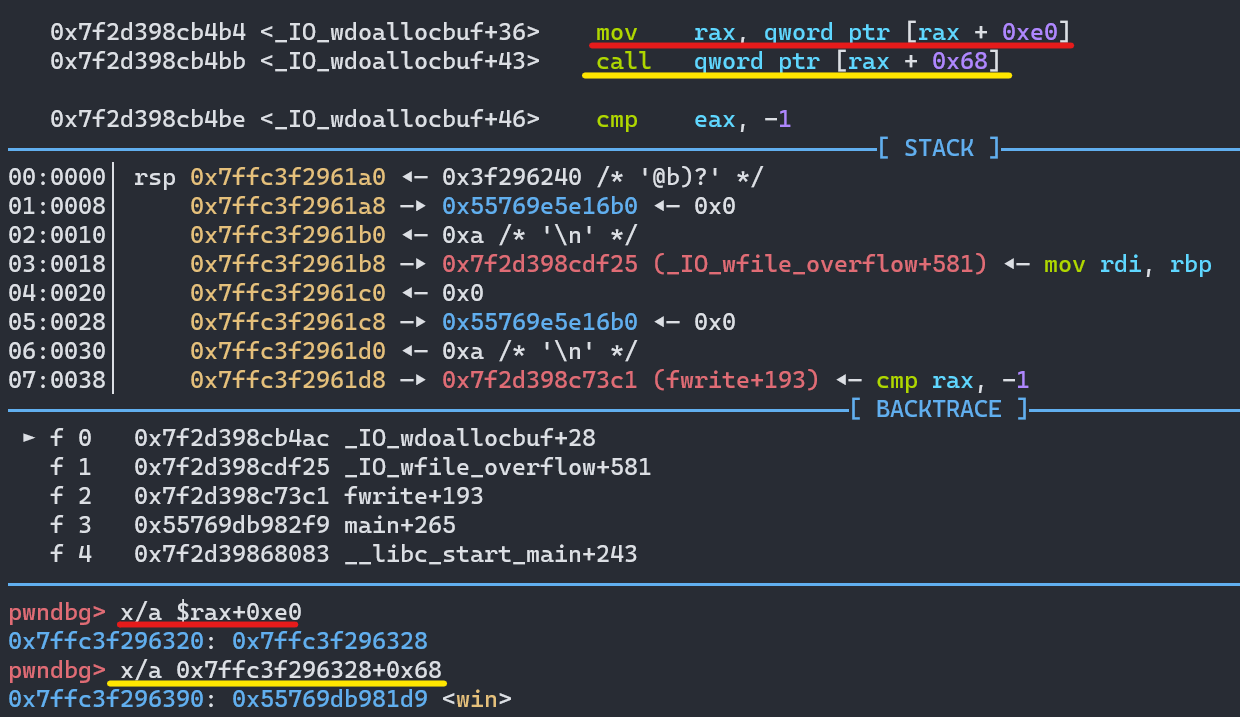 0x7f2d398cb4b4 <_IO_wdoallocbuf+36>    mov    rax, qword ptr [rax + 0xe0]
0x7f2d398cb4bb <_IO_wdoallocbuf+43>    call   qword ptr [rax + 0x68]
0x7f2d398cb4be <_IO_wdoallocbuf+46>    cmp    eax, -1
[ STACK ]
00:0000│ rsp 0x7ffc3f2961a0 ◂— 0x3f296240 /* '@b)?' */
01:0008│     0x7ffc3f2961a8 —▸ 0x55769e5e16b0 ◂— 0x0
02:0010│     0x7ffc3f2961b0 ◂— 0xa /* '\n' */
03:0018│     0x7ffc3f2961b8 —▸ 0x7f2d398cdf25 (_IO_wfile_overflow+581) ◂— mov rdi, rbp
04:0020│     0x7ffc3f2961c0 ◂— 0x0
05:0028│     0x7ffc3f2961c8 —▸ 0x55769e5e16b0 ◂— 0x0
06:0030│     0x7ffc3f2961d0 ◂— 0xa /* '\n' */
07:0038│     0x7ffc3f2961d8 —▸ 0x7f2d398c73c1 (fwrite+193) ◂— cmp rax, -1
[ BACKTRACE ]
► f 0   0x7f2d398cb4ac _IO_wdoallocbuf+28
f 1   0x7f2d398cdf25 _IO_wfile_overflow+581
f 2   0x7f2d398c73c1 fwrite+193
f 3   0x55769db982f9 main+265
f 4   0x7f2d39868083 __libc_start_main+243
pwndbg> x/a $rax+0xe0
0x7ffc3f296320: 0x7ffc3f296328
pwndbg> x/a 0x7ffc3f296328+0x68
0x7ffc3f296390: 0x55769db981d9 <win>